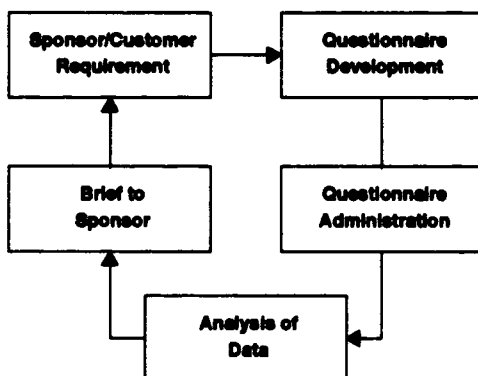 Sponsor/Customer
Requirement
Questionnaire
Development
Brief to
Sponsor
Questionnaire
Administration
Analysis of
Data